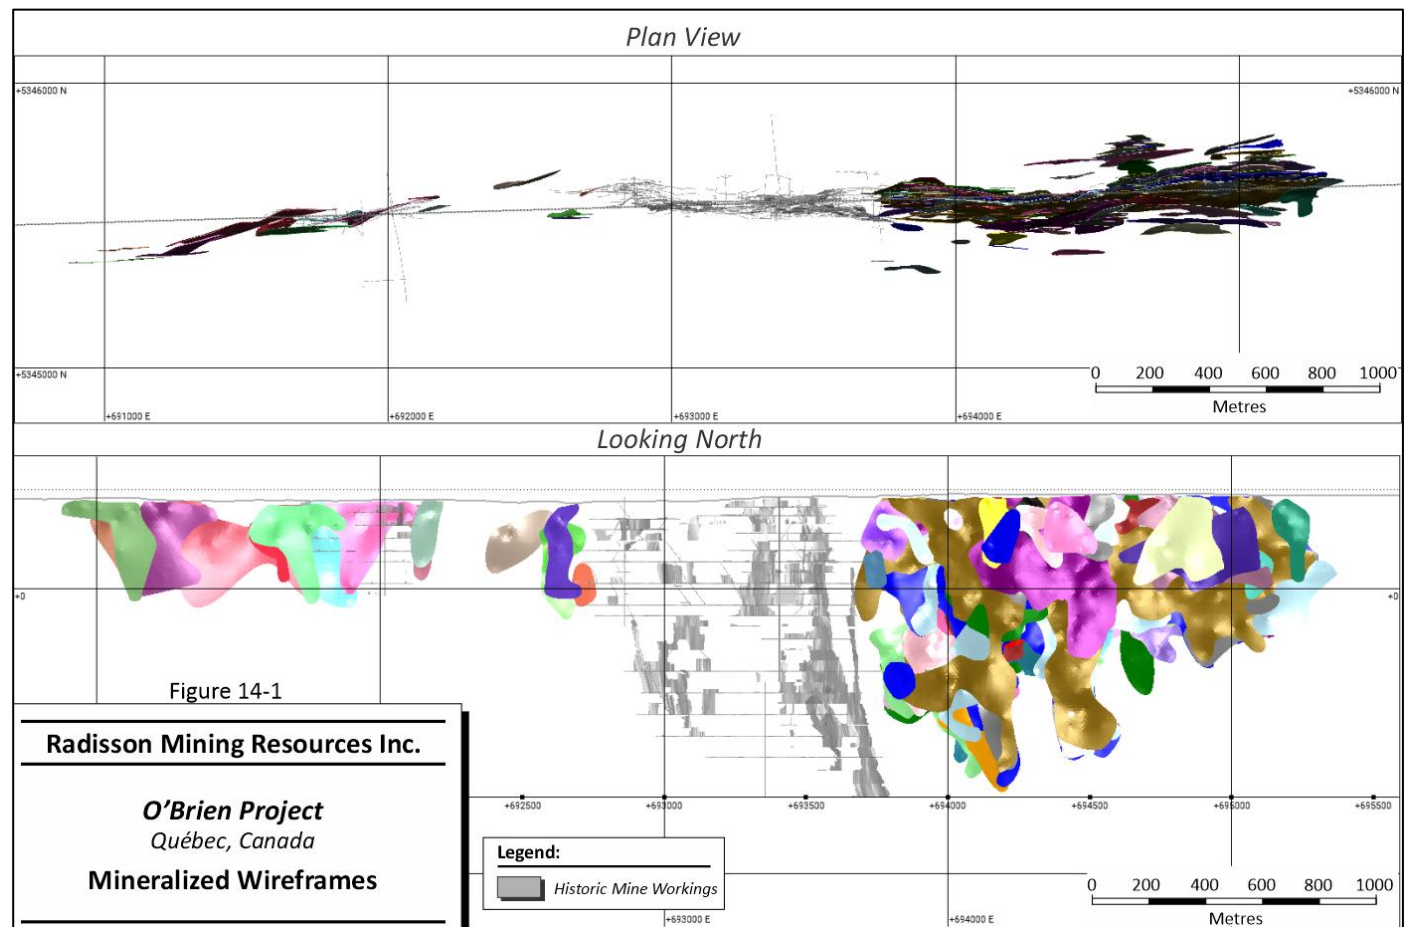 Plan View
+5346000 N
+5346000 N
+5345000 N
+691000 E
+692000 E
+693000 E
+694000 E
0 200 400 600 800 1000
Metres
Looking North
+0
+0
+692500
+693000
+693500
+694000
+694500
+695000
+695500
Figure 14-1
Radisson Mining Resources Inc.
O'Brien Project
Québec, Canada
Mineralized Wireframes
Legend:
Historic Mine Workings
+693000 E
+694000 E
0 200 400 600 800 1000
Metres